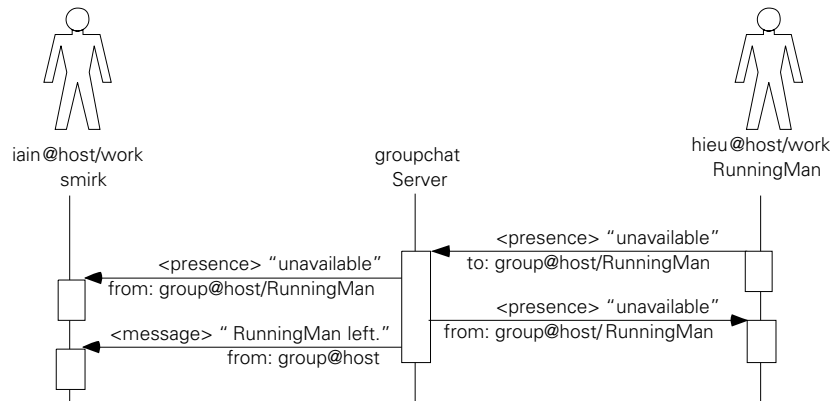 iain@host/work
smirk
groupchat
Server
hieu@host/work
RunningMan
<presence> “unavailable”
to: group@host/RunningMan
<presence> “unavailable”
from: group@host/RunningMan
<presence> “unavailable”
from: group@host/RunningMan
<message> “ RunningMan left.”
from: group@host